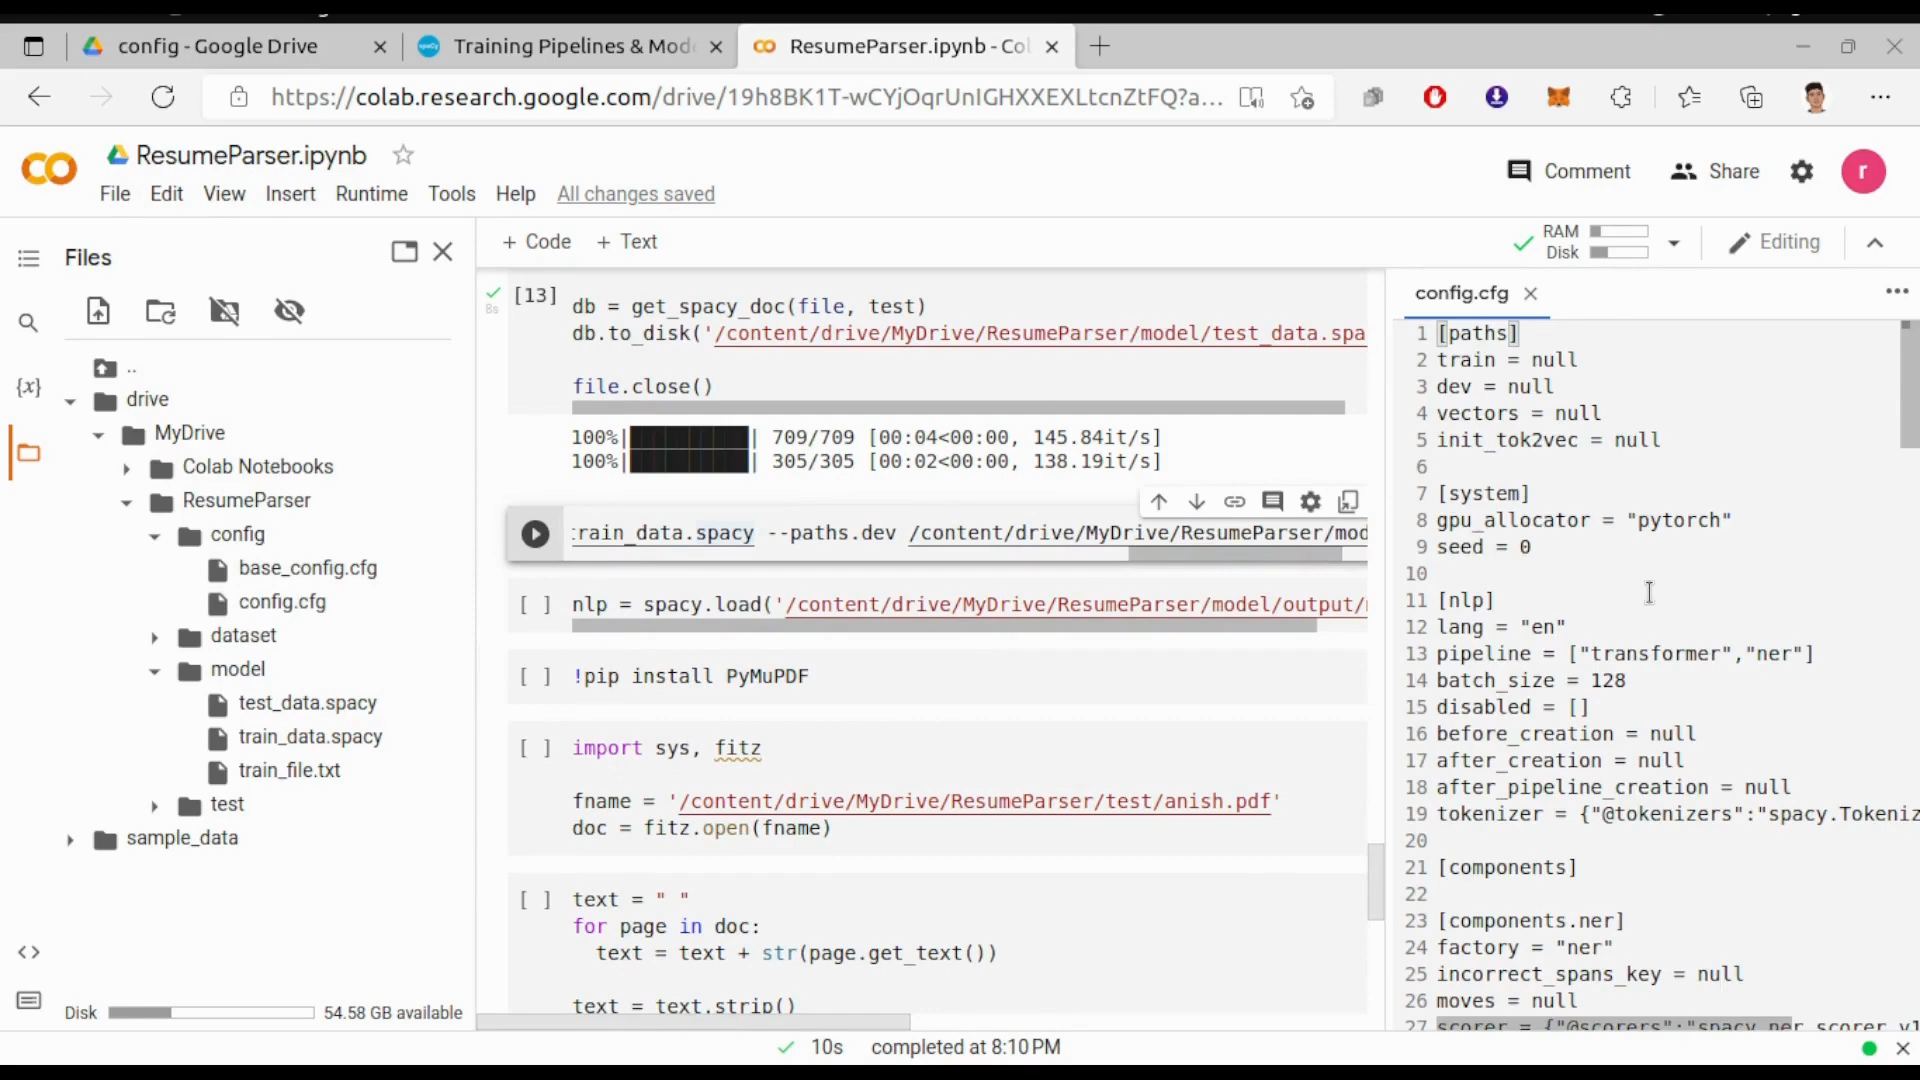 config - Google Drive
Training Pipelines & Mode
ResumeParser.ipynb - Col
https://colab.research.google.com/drive/19h8BK1T-wCYjOqrUnIGHXXEXLtcnZtFQ?a...
ResumeParser.ipynb
File Edit View Insert Runtime Tools Help All changes saved
Comment
Share
r
Files
+ Code + Text
RAM
Disk
Editing
..
drive
MyDrive
Colab Notebooks
ResumeParser
config
base_config.cfg
config.cfg
dataset
model
test_data.spacy
train_data.spacy
train_file.txt
test
sample_data
Disk 54.58 GB available
[13]
8s
db = get_spacy_doc(file, test)
db.to_disk('/content/drive/MyDrive/ResumeParser/model/test_data.spa
file.close()
100%| | 709/709 [00:04<00:00, 145.84it/s]
100%| | 305/305 [00:02<00:00, 138.19it/s]
train_data.spacy --paths.dev /content/drive/MyDrive/ResumeParser/mod
[ ] nlp = spacy.load('/content/drive/MyDrive/ResumeParser/model/output/
[ ] !pip install PyMuPDF
[ ] import sys, fitz
fname = '/content/drive/MyDrive/ResumeParser/test/anish.pdf'
doc = fitz.open(fname)
[ ] text = " "
for page in doc:
text = text + str(page.get_text())
text = text.strip()
config.cfg
1 [paths]
2 train = null
3 dev = null
4 vectors = null
5 init_tok2vec = null
6
7 [system]
8 gpu_allocator = "pytorch"
9 seed = 0
10
11 [nlp]
12 lang = "en"
13 pipeline = ["transformer","ner"]
14 batch_size = 128
15 disabled = []
16 before_creation = null
17 after_creation = null
18 after_pipeline_creation = null
19 tokenizer = {"@tokenizers":"spacy.Tokeniz
20
21 [components]
22
23 [components.ner]
24 factory = "ner"
25 incorrect_spans_key = null
26 moves = null
27 scorer = {"@scorers":"spacy.ner_scorer.v1
10s completed at 8:10 PM